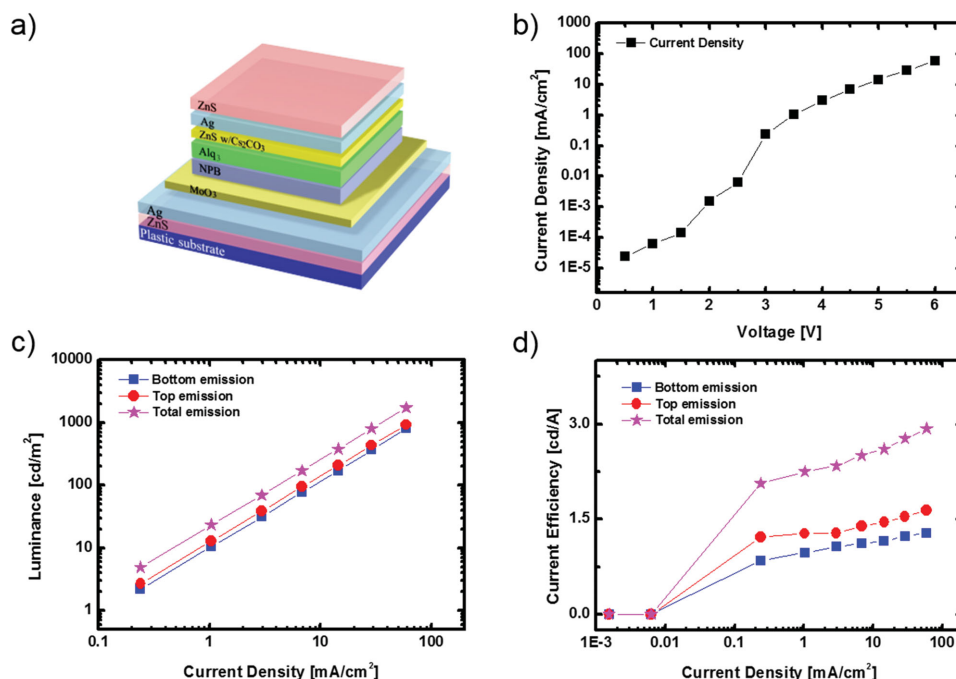 a)
ZnS
Ag
ZnS w/Cs₂CO₃
Alq₃
NPB
MoO₃
Ag
ZnS
Plastic substrate
b)
Current Density
Current Density [mA/cm²]
1000
100
10
1
0.1
0.01
1E-3
1E-4
1E-5
0 1 2 3 4 5 6
Voltage [V]
c)
Bottom emission
Top emission
Total emission
Luminance [cd/m²]
10000
1000
100
10
1
0.1 1 10 100
Current Density [mA/cm²]
d)
Bottom emission
Top emission
Total emission
Current Efficiency [cd/A]
3.0
1.5
0.0
1E-3 0.01 0.1 1 10 100
Current Density [mA/cm²]